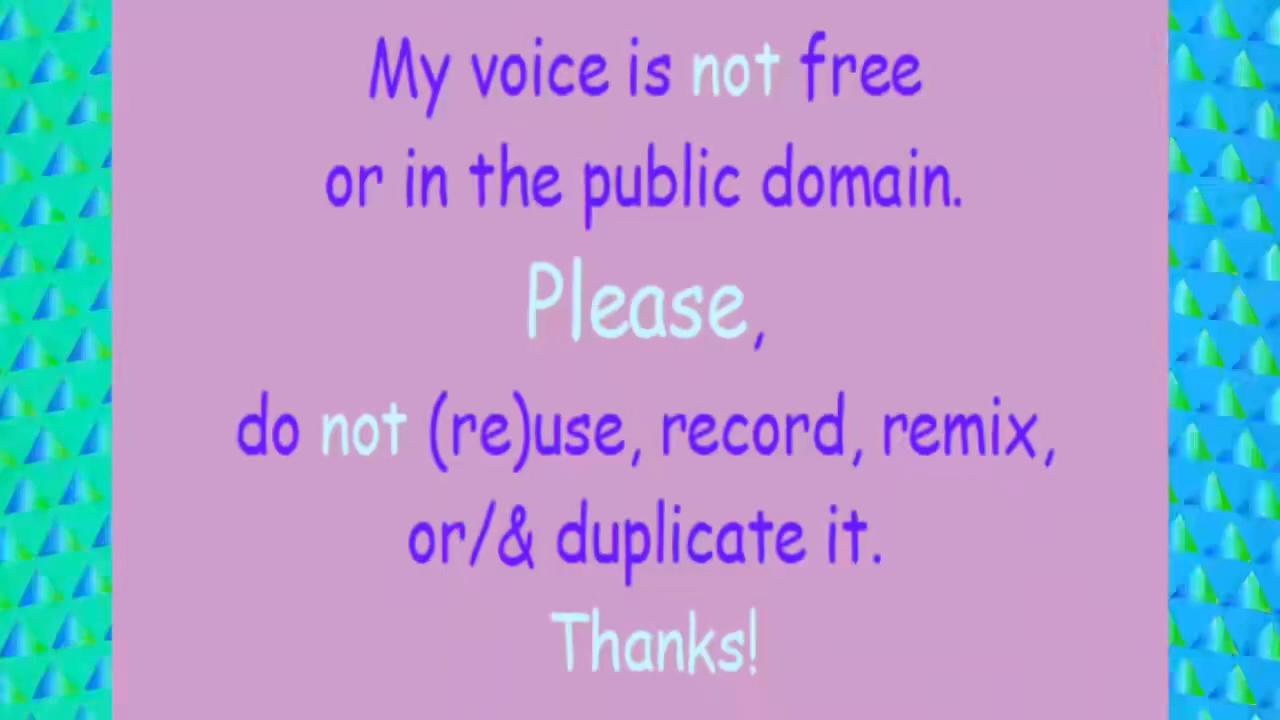 My voice is not free
or in the public domain.
Please,
do not (re)use, record, remix,
or/& duplicate it.
Thanks!